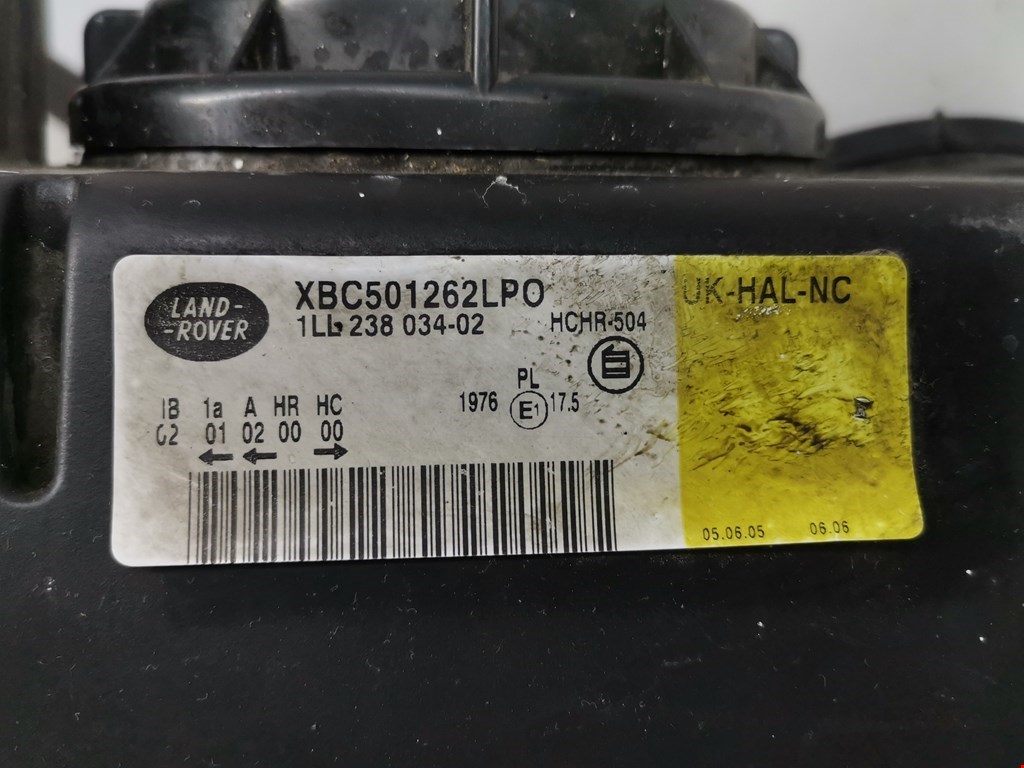 LAND-
-ROVER
XBC501262LPO
1LL 238 034-02
HCHR-504
UK-HAL-NC
IB 1a A HR HC
02 01 02 00 00
PL
1976 E1 17.5
05.06.05 06.06